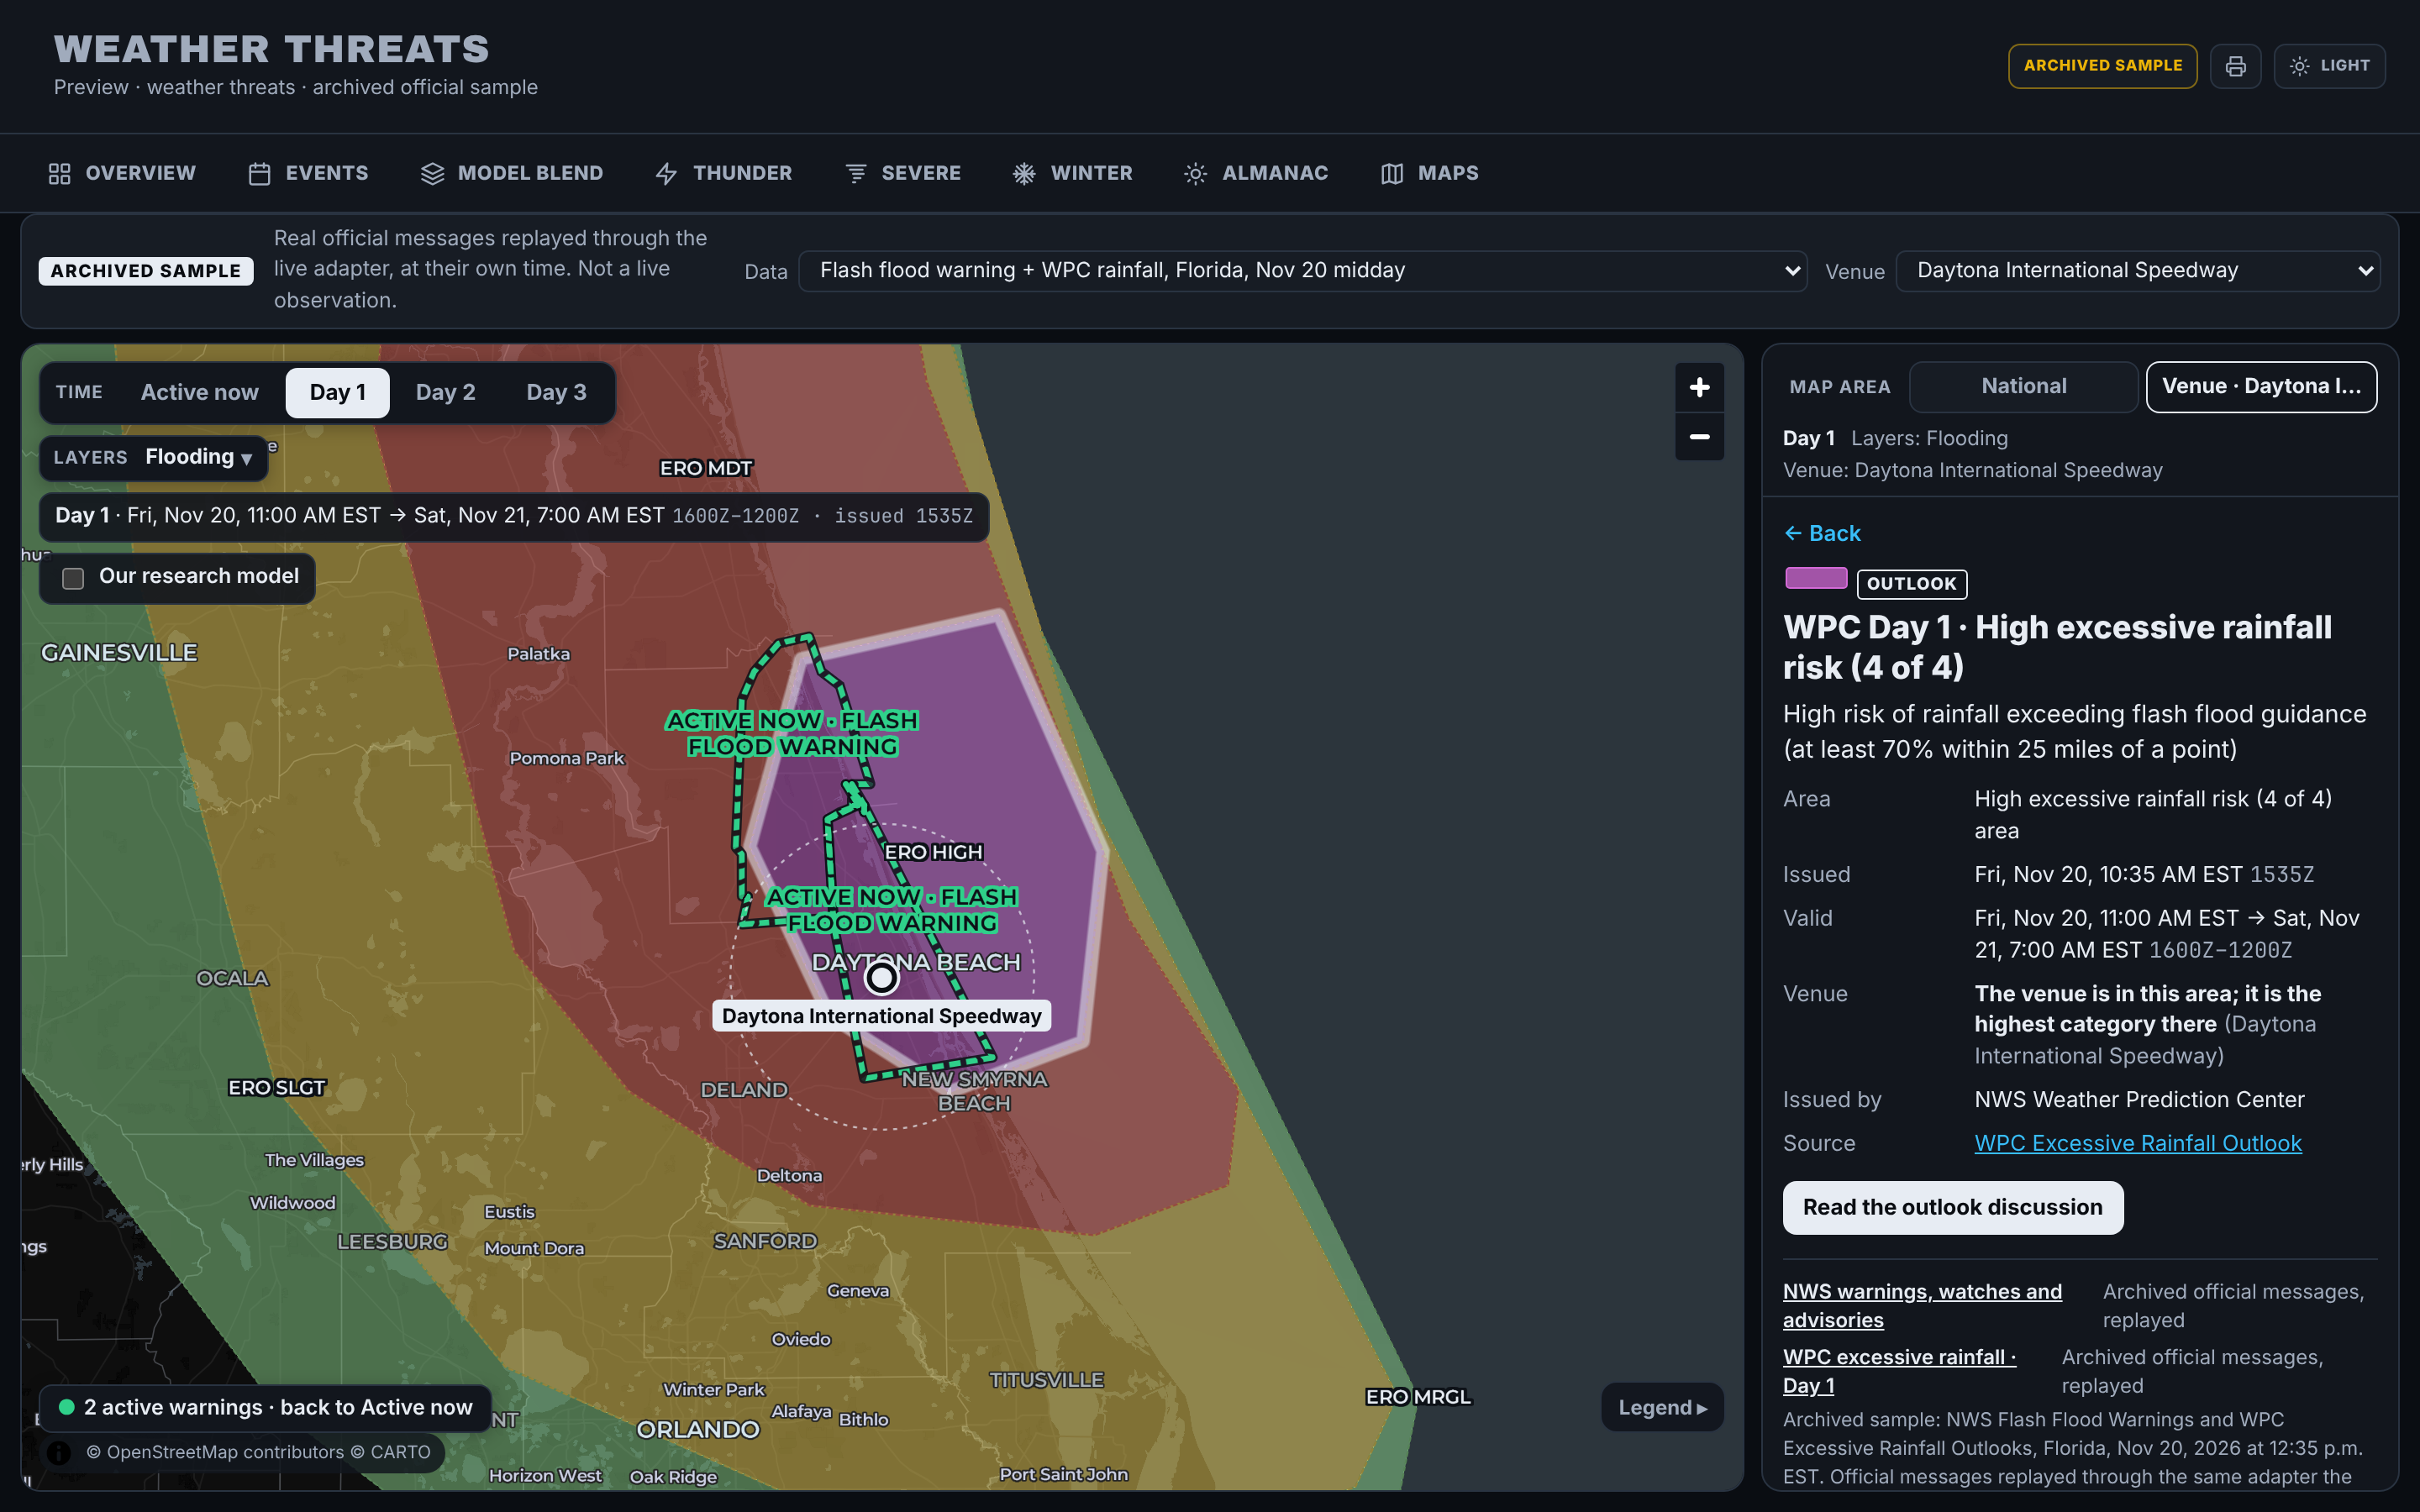 WEATHER THREATS
Preview · weather threats · archived official sample
ARCHIVED SAMPLE
LIGHT
OVERVIEW
EVENTS
MODEL BLEND
THUNDER
SEVERE
WINTER
ALMANAC
MAPS
ARCHIVED SAMPLE
Real official messages replayed through the
live adapter, at their own time. Not a live
observation.
Data
Flash flood warning + WPC rainfall, Florida, Nov 20 midday
Venue
Daytona International Speedway
TIME
Active now
Day 1
Day 2
Day 3
+
−
LAYERS Flooding ▾
e
Day 1 · Fri, Nov 20, 11:00 AM EST → Sat, Nov 21, 7:00 AM EST 1600Z–1200Z · issued 1535Z
hua
Our research model
ERO MDT
GAINESVILLE
Palatka
ACTIVE NOW · FLASH
FLOOD WARNING
Pomona Park
ERO HIGH
ACTIVE NOW · FLASH
FLOOD WARNING
DAYTONA BEACH
OCALA
Daytona International Speedway
ERO SLGT
DELAND
NEW SMYRNA
BEACH
erly Hills
The Villages
Deltona
Wildwood
Eustis
ngs
LEESBURG
Mount Dora
SANFORD
Geneva
Oviedo
TITUSVILLE
Winter Park
ERO MRGL
2 active warnings · back to Active now
NT
Alafaya
Bithlo
Legend ▸
ORLANDO
© OpenStreetMap contributors © CARTO
Horizon West
Oak Ridge
Port Saint John
MAP AREA
National
Venue · Daytona I...
Day 1 Layers: Flooding
Venue: Daytona International Speedway
← Back
OUTLOOK
WPC Day 1 · High excessive rainfall
risk (4 of 4)
High risk of rainfall exceeding flash flood guidance
(at least 70% within 25 miles of a point)
Area
High excessive rainfall risk (4 of 4)
area
Issued
Fri, Nov 20, 10:35 AM EST 1535Z
Valid
Fri, Nov 20, 11:00 AM EST → Sat, Nov
21, 7:00 AM EST 1600Z–1200Z
Venue
The venue is in this area; it is the
highest category there (Daytona
International Speedway)
Issued by
NWS Weather Prediction Center
Source
WPC Excessive Rainfall Outlook
Read the outlook discussion
NWS warnings, watches and
advisories
Archived official messages,
replayed
WPC excessive rainfall ·
Day 1
Archived official messages,
replayed
Archived sample: NWS Flash Flood Warnings and WPC
Excessive Rainfall Outlooks, Florida, Nov 20, 2026 at 12:35 p.m.
EST. Official messages replayed through the same adapter the